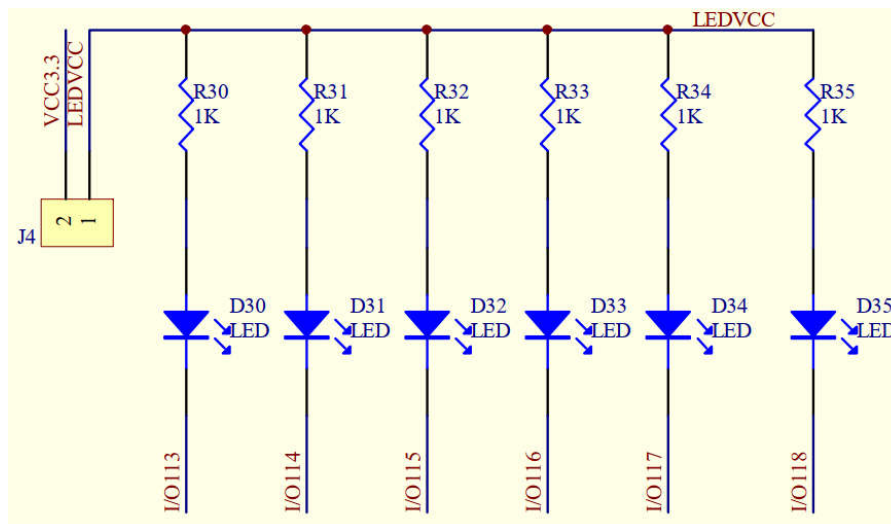 LEDVCC
VCC3.3
LEDVCC
R30
1K
R31
1K
R32
1K
R33
1K
R34
1K
R35
1K
J4
2
1
D30
LED
D31
LED
D32
LED
D33
LED
D34
LED
D35
LED
I/O113
I/O114
I/O115
I/O116
I/O117
I/O118